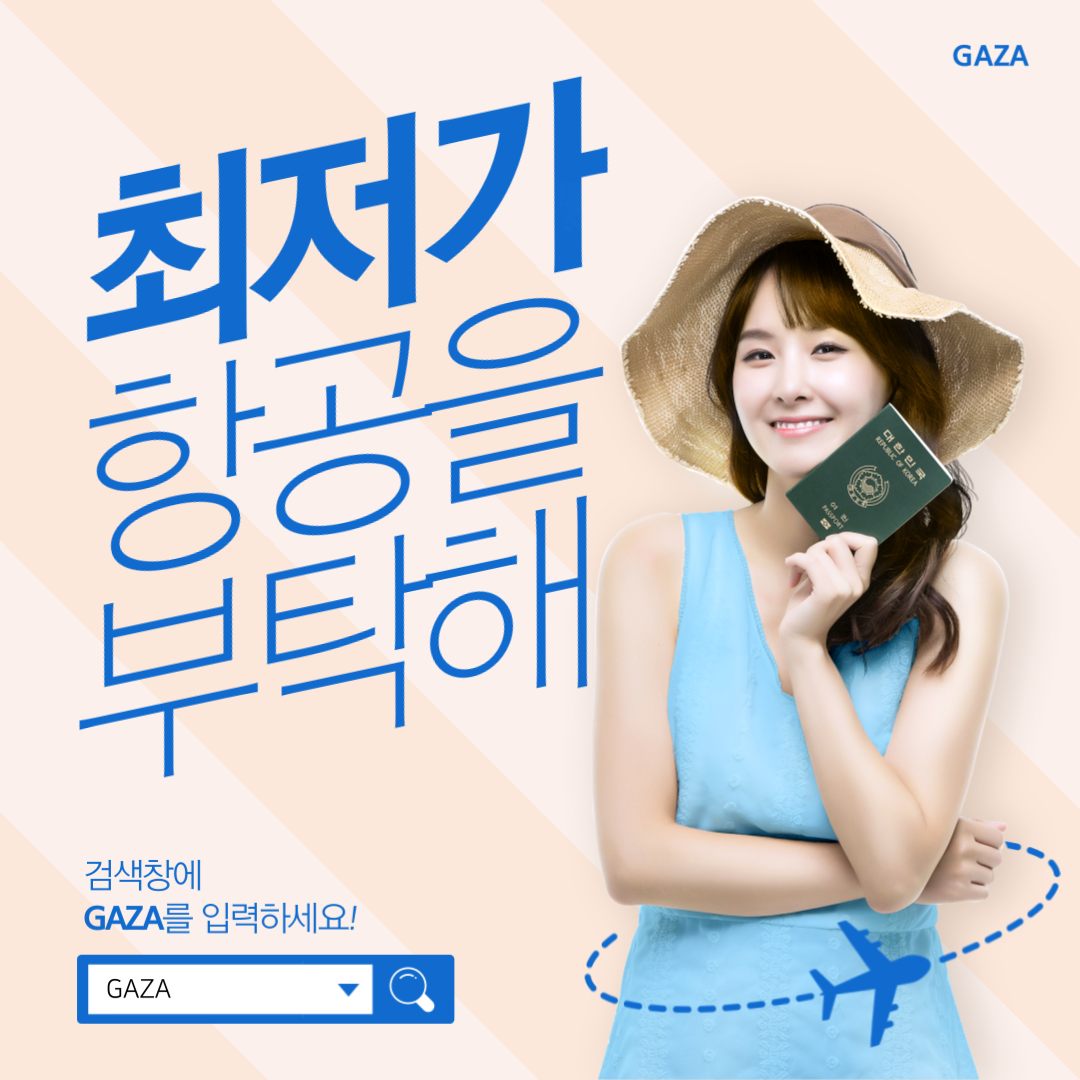 GAZA
최저가
항공을
부탁해
대한민국
REPUBLIC OF KOREA
여권
PASSPORT
검색창에
GAZA를 입력하세요!
GAZA